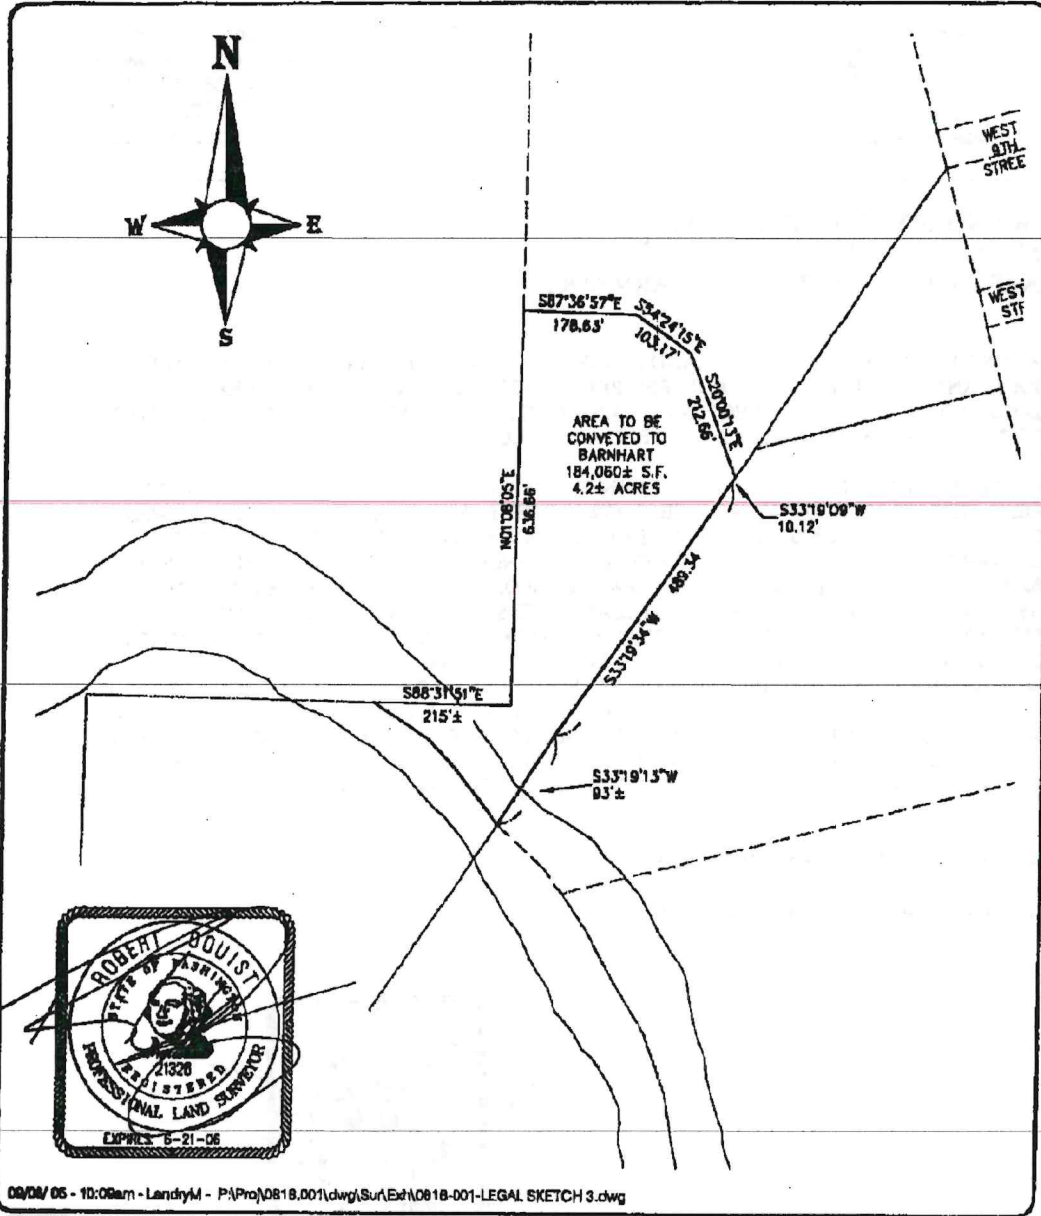 N
W E
S
WEST
9TH
STREE
WEST
STF
S87°36'57"E
178.63'
S54°24'15"E
103.17'
S20°00'13"E
212.66'
AREA TO BE
CONVEYED TO
BARNHART
184,060± S.F.
4.2± ACRES
N01°08'05"E
636.66'
S33°19'09"W
10.12'
489.34
S33°19'34"W
S88°31'51"E
215'±
S33°19'13"W
93'±
ROBERT BOUIST
STATE OF WASHINGTON
21328
REGISTERED
PROFESSIONAL LAND SURVEYOR
EXPIRES 6-21-06
09/08/05 - 10:09am - LandryM - P:\Proj\0818.001\dwg\Sur\Exh\0818-001-LEGAL SKETCH 3.dwg